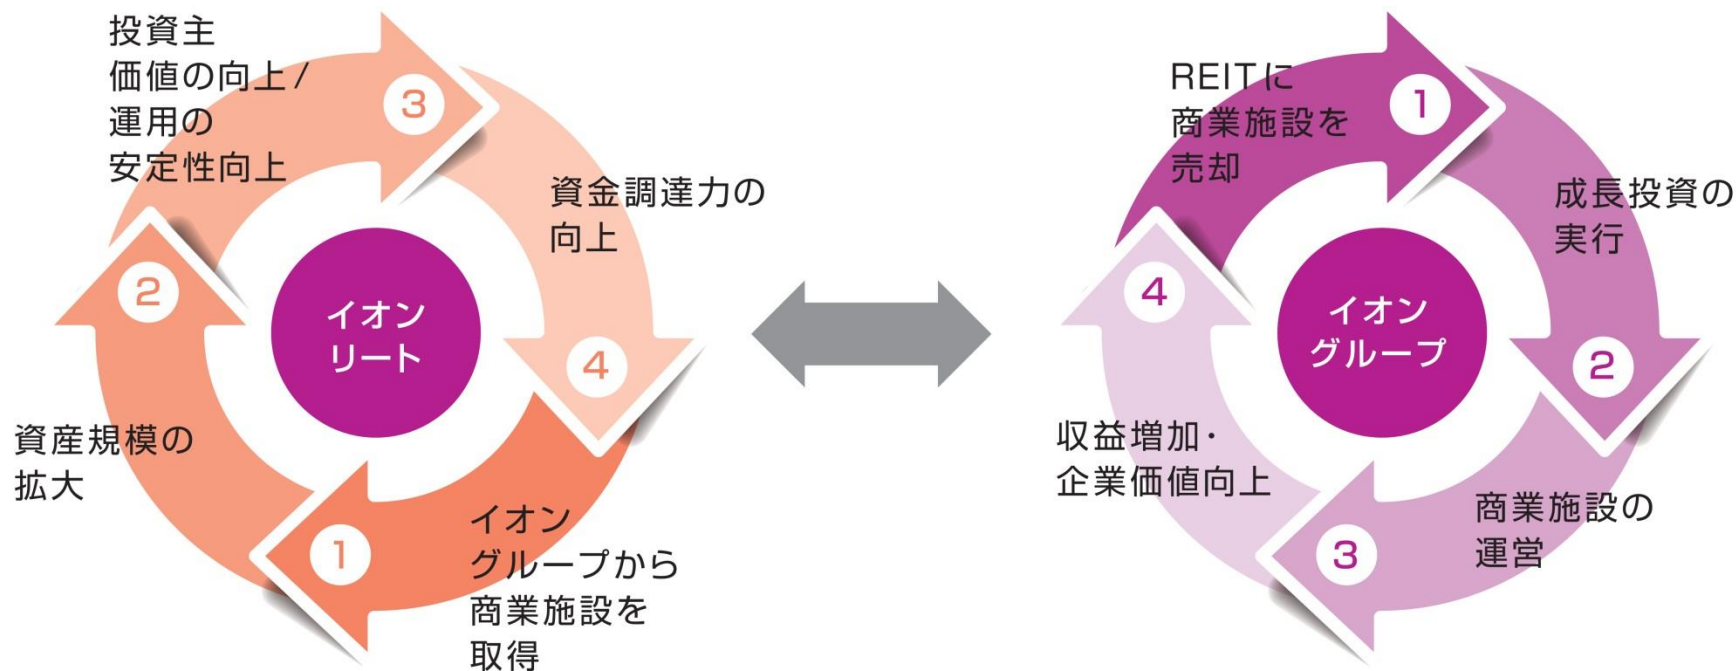 投資主
価値の向上/
運用の
安定性向上
3
資金調達力の
向上
4
イオン
グループから
商業施設を
取得
1
資産規模の
拡大
2
イオン
リート
REITに
商業施設を
売却
1
成長投資の
実行
2
商業施設の
運営
3
収益増加・
企業価値向上
4
イオン
グループ